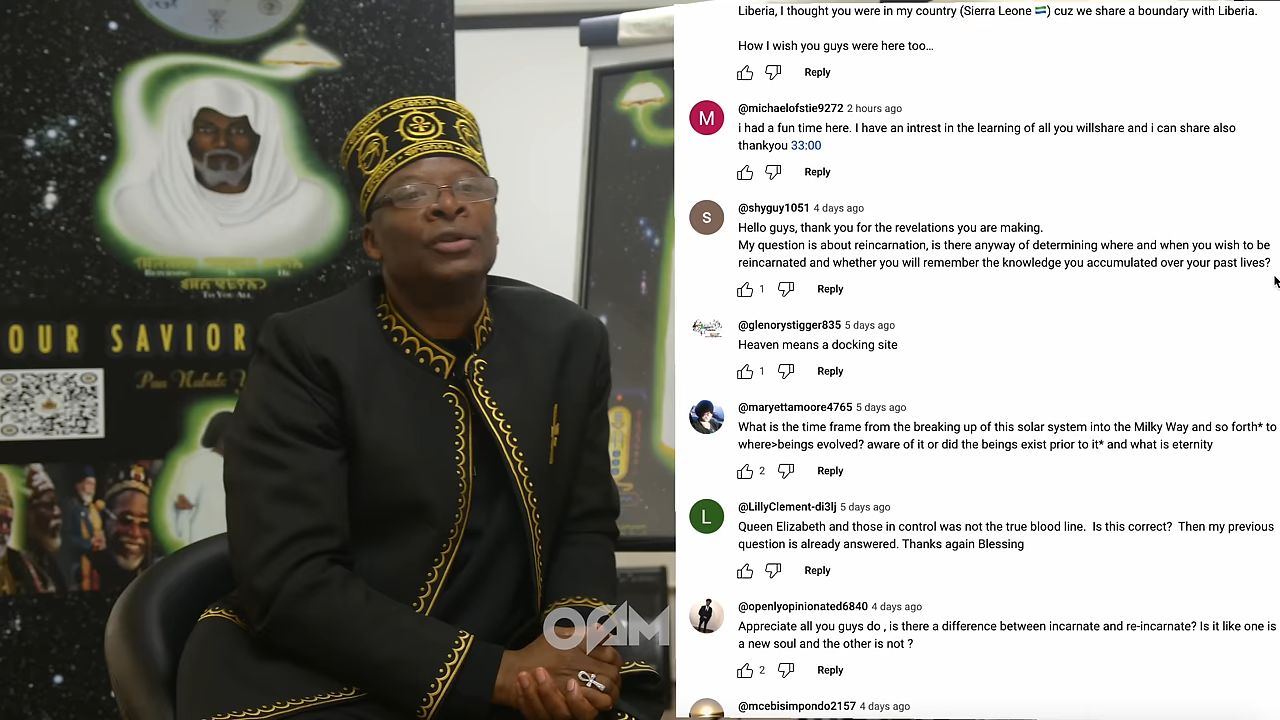 Liberia, I thought you were in my country (Sierra Leone 🇸🇱) cuz we share a boundary with Liberia.
How I wish you guys were here too…
Reply
M
@michaelofstie9272 2 hours ago
i had a fun time here. I have an intrest in the learning of all you willshare and i can share also
thankyou 33:00
Reply
S
@shyguy1051 4 days ago
Hello guys, thank you for the revelations you are making.
My question is about reincarnation, is there anyway of determining where and when you wish to be
reincarnated and whether you will remember the knowledge you accumulated over your past lives?
1 Reply
@glenorystigger835 5 days ago
Heaven means a docking site
1 Reply
@maryettamoore4765 5 days ago
What is the time frame from the breaking up of this solar system into the Milky Way and so forth* to
where>beings evolved? aware of it or did the beings exist prior to it* and what is eternity
2 Reply
L
@LillyClement-di3lj 5 days ago
Queen Elizabeth and those in control was not the true blood line. Is this correct? Then my previous
question is already answered. Thanks again Blessing
Reply
@openlyopinionated6840 4 days ago
Appreciate all you guys do , is there a difference between incarnate and re-incarnate? Is it like one is
a new soul and the other is not ?
2 Reply
@mcebisimpondo2157 4 days ago
Returning Is He
To You All
OUR SAVIOR
Paa Nabab